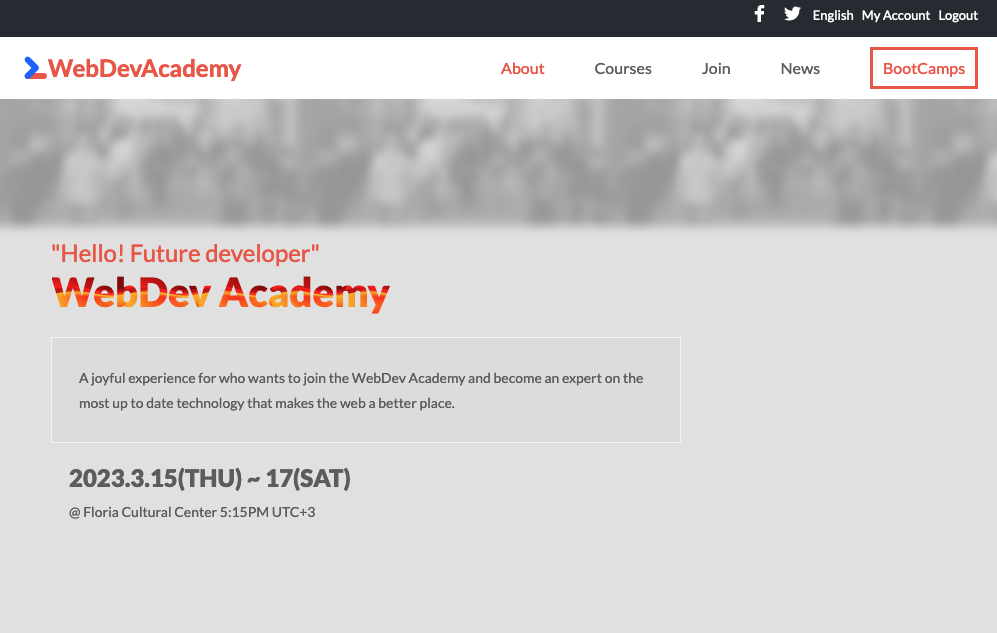 English My Account Logout
WebDevAcademy
About Courses Join News BootCamps
"Hello! Future developer"
WebDev Academy
A joyful experience for who wants to join the WebDev Academy and become an expert on the
most up to date technology that makes the web a better place.
2023.3.15(THU) ~ 17(SAT)
@ Floria Cultural Center 5:15PM UTC+3